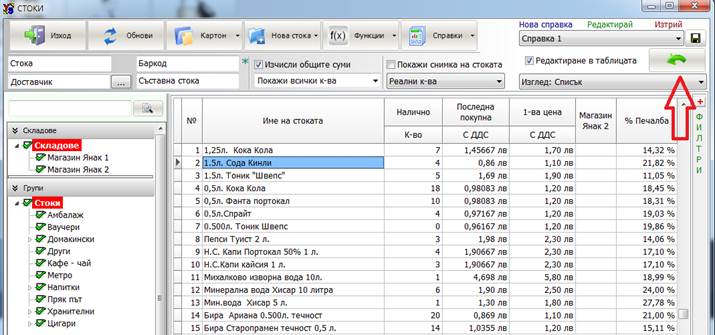 СТОКИ
Изход
Обнови
Картон
Нова стока
f(x) Функции
Справки
Нова справка Редактирай Изтрий
Справка 1
Стока
Баркод
*
Изчисли общите суми
Покажи снимка на стоката
Редактиране в таблицата
Доставчик ...
Съставна стока
Покажи всички к-ва
Реални к-ва
Изглед: Списък
Складове
Складове
Магазин Янак 1
Магазин Янак 2
Групи
Стоки
Амбалаж
Ваучери
Домакински
Други
Кафе - чай
Метро
Напитки
Пряк път
Хранителни
Цигари
№ Име на стоката Налично К-во Последна покупна С ДДС 1-ва цена С ДДС Магазин Янак 2 % Печалба
1 1,25л. Кока Кола 7 1,45667 лв 1,70 лв 14,32 %
2 1.5л. Сода Кинли 4 0,86 лв 1,10 лв 21,82 %
3 1.5л. Тоник "Швепс" 5 1,69 лв 1,90 лв 11,05 %
4 0,5л. Кока Кола 18 0,98083 лв 1,20 лв 18,45 %
5 0,5л. Фанта портокал 10 0,98083 лв 1,20 лв 18,31 %
6 0.5л.Спрайт 4 0,97167 лв 1,20 лв 19,03 %
7 0.500л. Тоник Швепс 0 0,96167 лв 1,20 лв 19,86 %
8 Пепси Туист 2 л. 3 1,98 лв 2,30 лв 14,06 %
9 Н.С. Капи Портокал 50% 1 л. 4 1,90667 лв 2,30 лв 17,10 %
10 Н.С.Капи кайсия 1 л. 3 1,90667 лв 2,30 лв 17,10 %
11 Михалково изворна вода 10л. 1 4,698 лв 5,80 лв 18,99 %
12 Минерална вода Хисар 10 литра 6 1,90 лв 2,50 лв 24,00 %
13 Мин.вода Хисар 5 л. 1 1,30 лв 1,80 лв 27,78 %
14 Бира Ариана 0.500л. течност 20 0,869 лв 1,10 лв 21,00 %
15 Бира Старопрамен течност 0,5 л. 14 1,0355 лв 1,20 лв 15,11 %
+
ФИЛТРИ